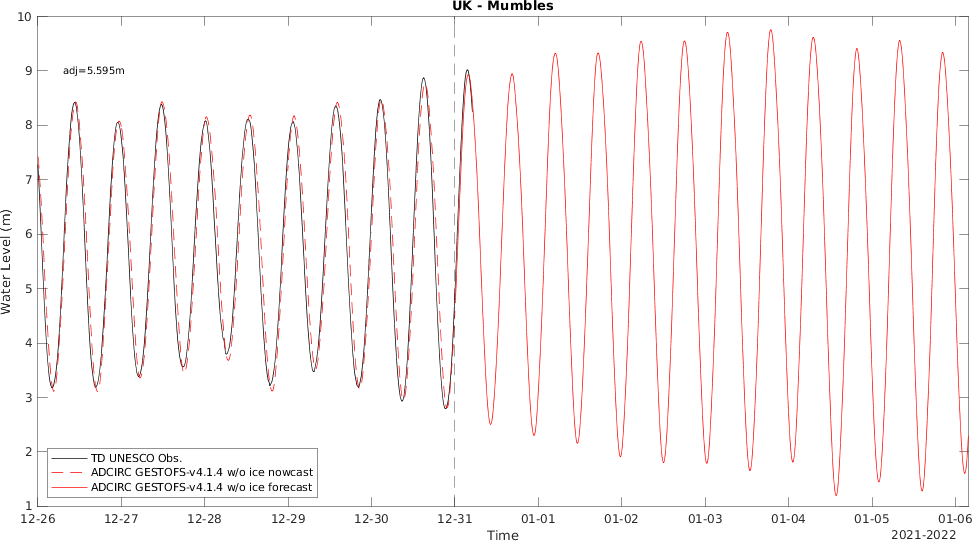 UK - Mumbles
10
9
8
7
6
5
4
3
2
1
Water Level (m)
adj=5.595m
TD UNESCO Obs.
ADCIRC GESTOFS-v4.1.4 w/o ice nowcast
ADCIRC GESTOFS-v4.1.4 w/o ice forecast
12-26 12-27 12-28 12-29 12-30 12-31 01-01 01-02 01-03 01-04 01-05 01-06
Time
2021-2022